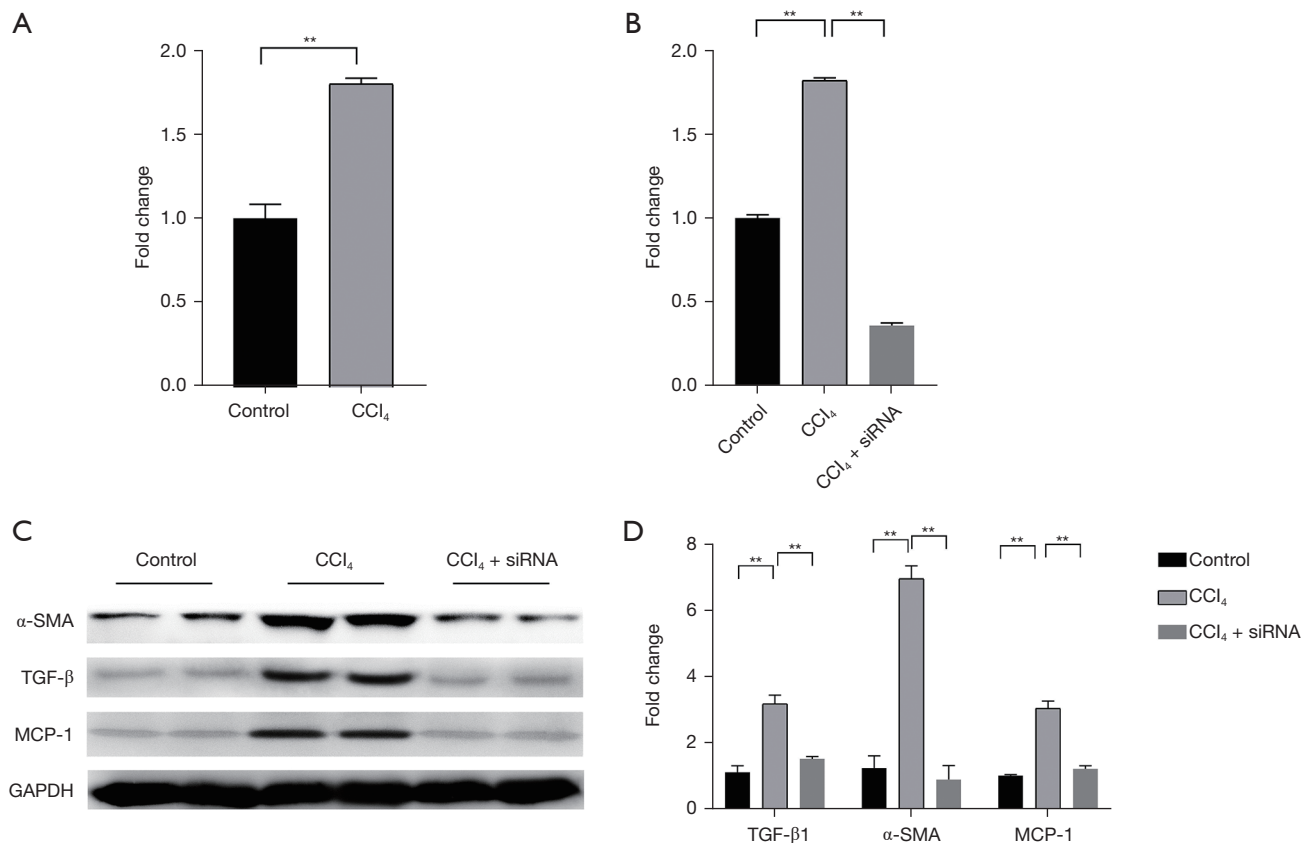 A
**
2.0
1.5
1.0
0.5
0.0
Fold change
Control
CCl₄
B
** **
2.0
1.5
1.0
0.5
0.0
Fold change
Control
CCl₄
CCl₄ + siRNA
C
Control CCl₄ CCl₄ + siRNA
α-SMA
TGF-β
MCP-1
GAPDH
D
** ** ** ** ** **
8
6
4
2
0
Fold change
TGF-β1 α-SMA MCP-1
Control
CCl₄
CCl₄ + siRNA